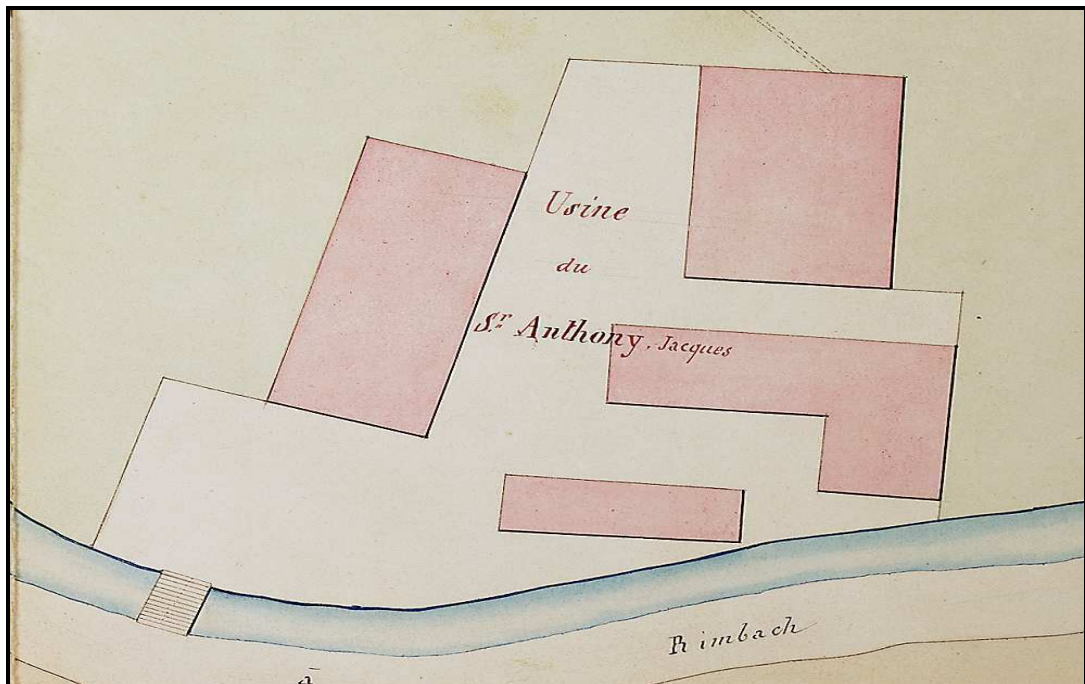 Usine
du
Sr Anthony, Jacques
à
Rimbach